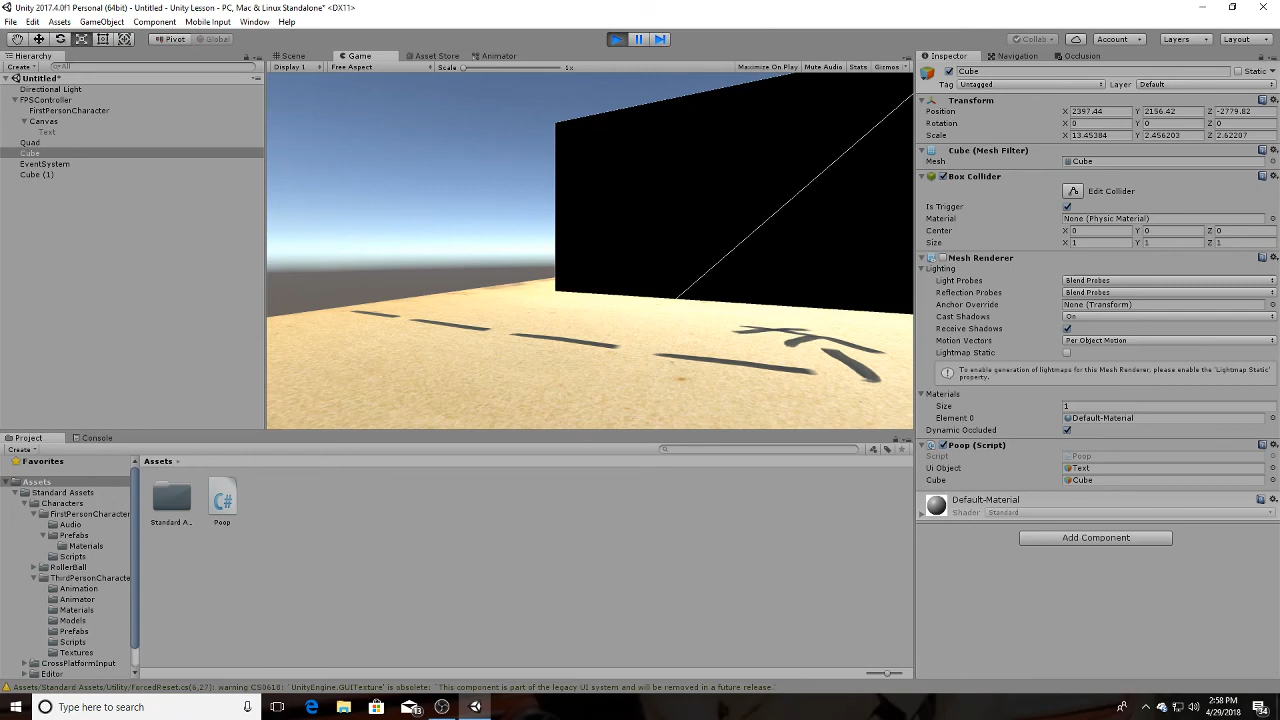 Unity 2017.4.0f1 Personal (64bit) - Untitled - Unity Lesson - PC, Mac & Linux Standalone* <DX11>
File Edit Assets GameObject Component Mobile Input Window Help
Pivot Global Collab Account Layers Layout
Hierarchy Scene Game Asset Store Animator Inspector Navigation Occlusion
Create All Display 1 Free Aspect Scale 1x Maximize On Play Mute Audio Stats Gizmos
Cube Static
Untitled*
Tag Untagged Layer Default
Directional Light
FPSController
FirstPersonCharacter
Canvas
Text
Quad
Cube
EventSystem
Cube (1)
Transform
Position X 2397.44 Y 2156.42 Z -2779.82
Rotation X 0 Y 0 Z 0
Scale X 13.45384 Y 2.456203 Z 2.62207
Cube (Mesh Filter)
Mesh Cube
Box Collider
Edit Collider
Is Trigger
Material None (Physic Material)
Center X 0 Y 0 Z 0
Size X 1 Y 1 Z 1
Mesh Renderer
Lighting
Light Probes Blend Probes
Reflection Probes Blend Probes
Anchor Override None (Transform)
Cast Shadows On
Receive Shadows
Motion Vectors Per Object Motion
Lightmap Static
To enable generation of lightmaps for this Mesh Renderer, please enable the 'Lightmap Static'
property.
Materials
Size 1
Element 0 Default-Material
Dynamic Occluded
Poop (Script)
Script Poop
Ui Object Text
Cube Cube
Default-Material
Shader Standard
Add Component
Project Console
Create
Favorites
Assets
Standard Assets
Characters
FirstPersonCharacter
Audio
Prefabs
Materials
Scripts
RollerBall
ThirdPersonCharacte
Animation
Animator
Materials
Models
Prefabs
Scripts
Textures
CrossPlatformInput
Editor
Assets
Standard A...
C#
Poop
Assets/Standard Assets/Utility/ForcedReset.cs(6,27): warning CS0618: `UnityEngine.GUITexture' is obsolete: `This component is part of the legacy UI system and will be removed in a future release.'
Type here to search
13
2:58 PM
4/29/2018